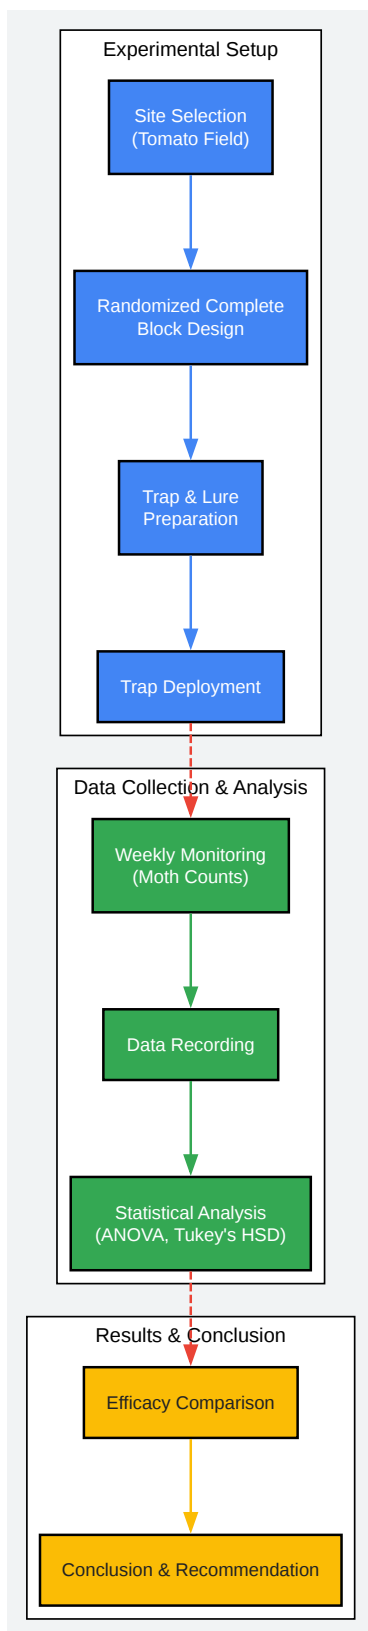 Experimental Setup
Site Selection
(Tomato Field)
Randomized Complete
Block Design
Trap & Lure
Preparation
Trap Deployment
Data Collection & Analysis
Weekly Monitoring
(Moth Counts)
Data Recording
Statistical Analysis
(ANOVA, Tukey's HSD)
Results & Conclusion
Efficacy Comparison
Conclusion & Recommendation